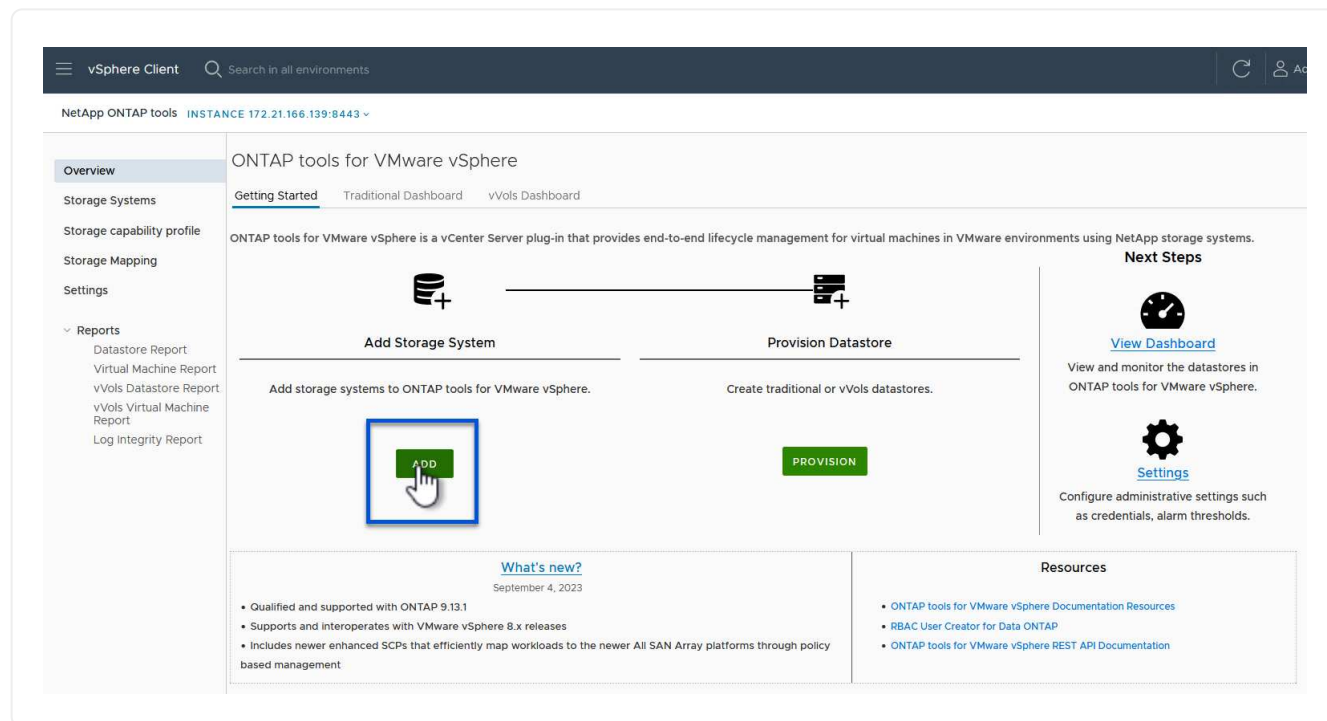 vSphere Client
Search in all environments
NetApp ONTAP tools INSTANCE 172.21.166.139:8443
Overview
Storage Systems
Storage capability profile
Storage Mapping
Settings
Reports
Datastore Report
Virtual Machine Report
vVols Datastore Report
vVols Virtual Machine
Report
Log Integrity Report
ONTAP tools for VMware vSphere
Getting Started Traditional Dashboard vVols Dashboard
ONTAP tools for VMware vSphere is a vCenter Server plug-in that provides end-to-end lifecycle management for virtual machines in VMware environments using NetApp storage systems.
Add Storage System
Add storage systems to ONTAP tools for VMware vSphere.
ADD
Provision Datastore
Create traditional or vVols datastores.
PROVISION
Next Steps
View Dashboard
View and monitor the datastores in
ONTAP tools for VMware vSphere.
Settings
Configure administrative settings such
as credentials, alarm thresholds.
What's new?
September 4, 2023
• Qualified and supported with ONTAP 9.13.1
• Supports and interoperates with VMware vSphere 8.x releases
• Includes newer enhanced SCPs that efficiently map workloads to the newer All SAN Array platforms through policy
based management
Resources
• ONTAP tools for VMware vSphere Documentation Resources
• RBAC User Creator for Data ONTAP
• ONTAP tools for VMware vSphere REST API Documentation